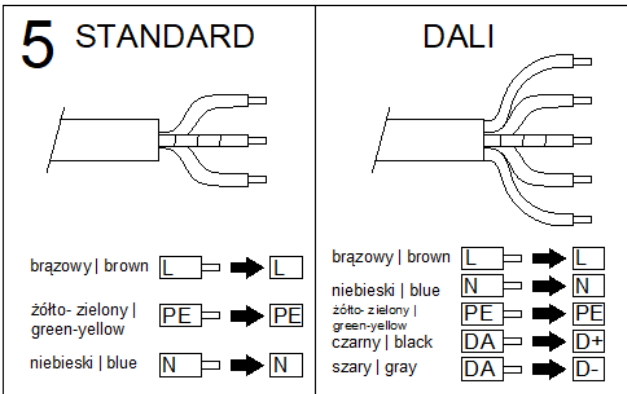 5 STANDARD
brązowy | brown L L
żółto- zielony |
green-yellow PE PE
niebieski | blue N N
DALI
brązowy | brown L L
niebieski | blue N N
żółto- zielony |
green-yellow PE PE
czarny | black DA D+
szary | gray DA D-